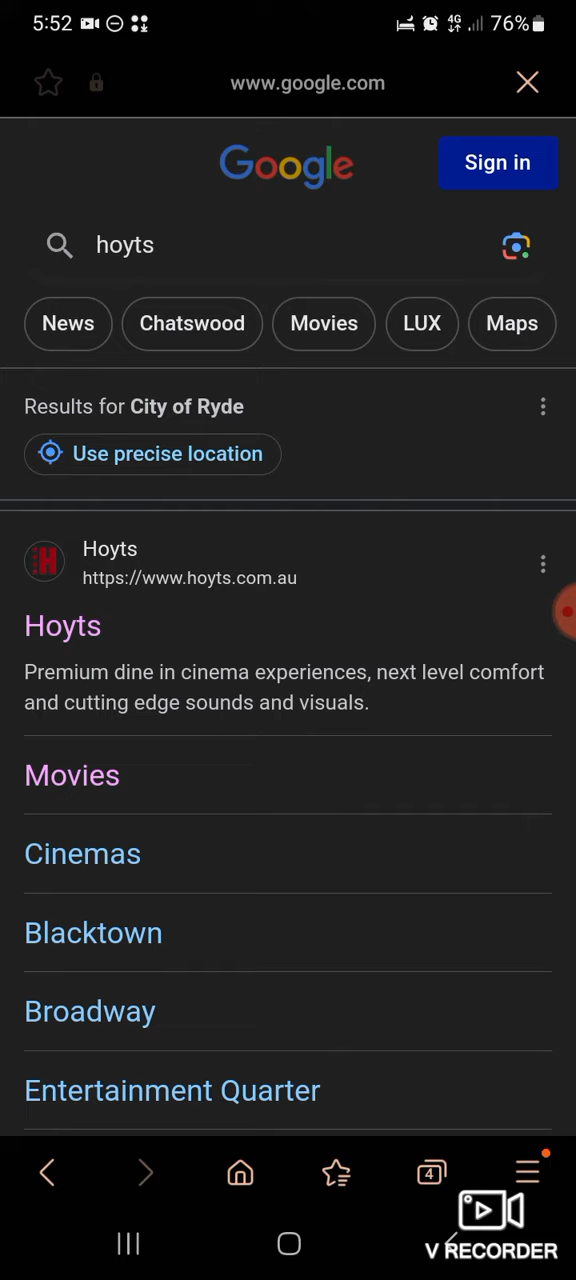 5:52 4G 76%
www.google.com
Google Sign in
hoyts
News Chatswood Movies LUX Maps
Results for City of Ryde
Use precise location
H Hoyts
https://www.hoyts.com.au
Hoyts
Premium dine in cinema experiences, next level comfort
and cutting edge sounds and visuals.
Movies
Cinemas
Blacktown
Broadway
Entertainment Quarter
4
V RECORDER